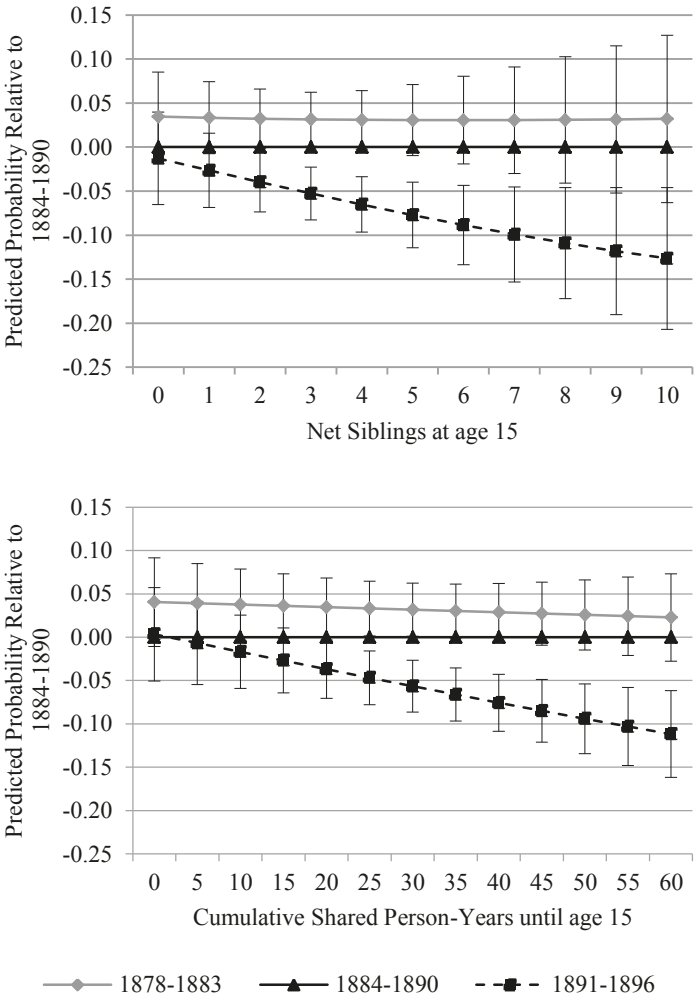 0.15
0.10
0.05
0.00
-0.05
-0.10
-0.15
-0.20
-0.25
Predicted Probability Relative to
1884-1890
0 1 2 3 4 5 6 7 8 9 10
Net Siblings at age 15
0.15
0.10
0.05
0.00
-0.05
-0.10
-0.15
-0.20
-0.25
Predicted Probability Relative to
1884-1890
0 5 10 15 20 25 30 35 40 45 50 55 60
Cumulative Shared Person-Years until age 15
1878-1883 1884-1890 1891-1896